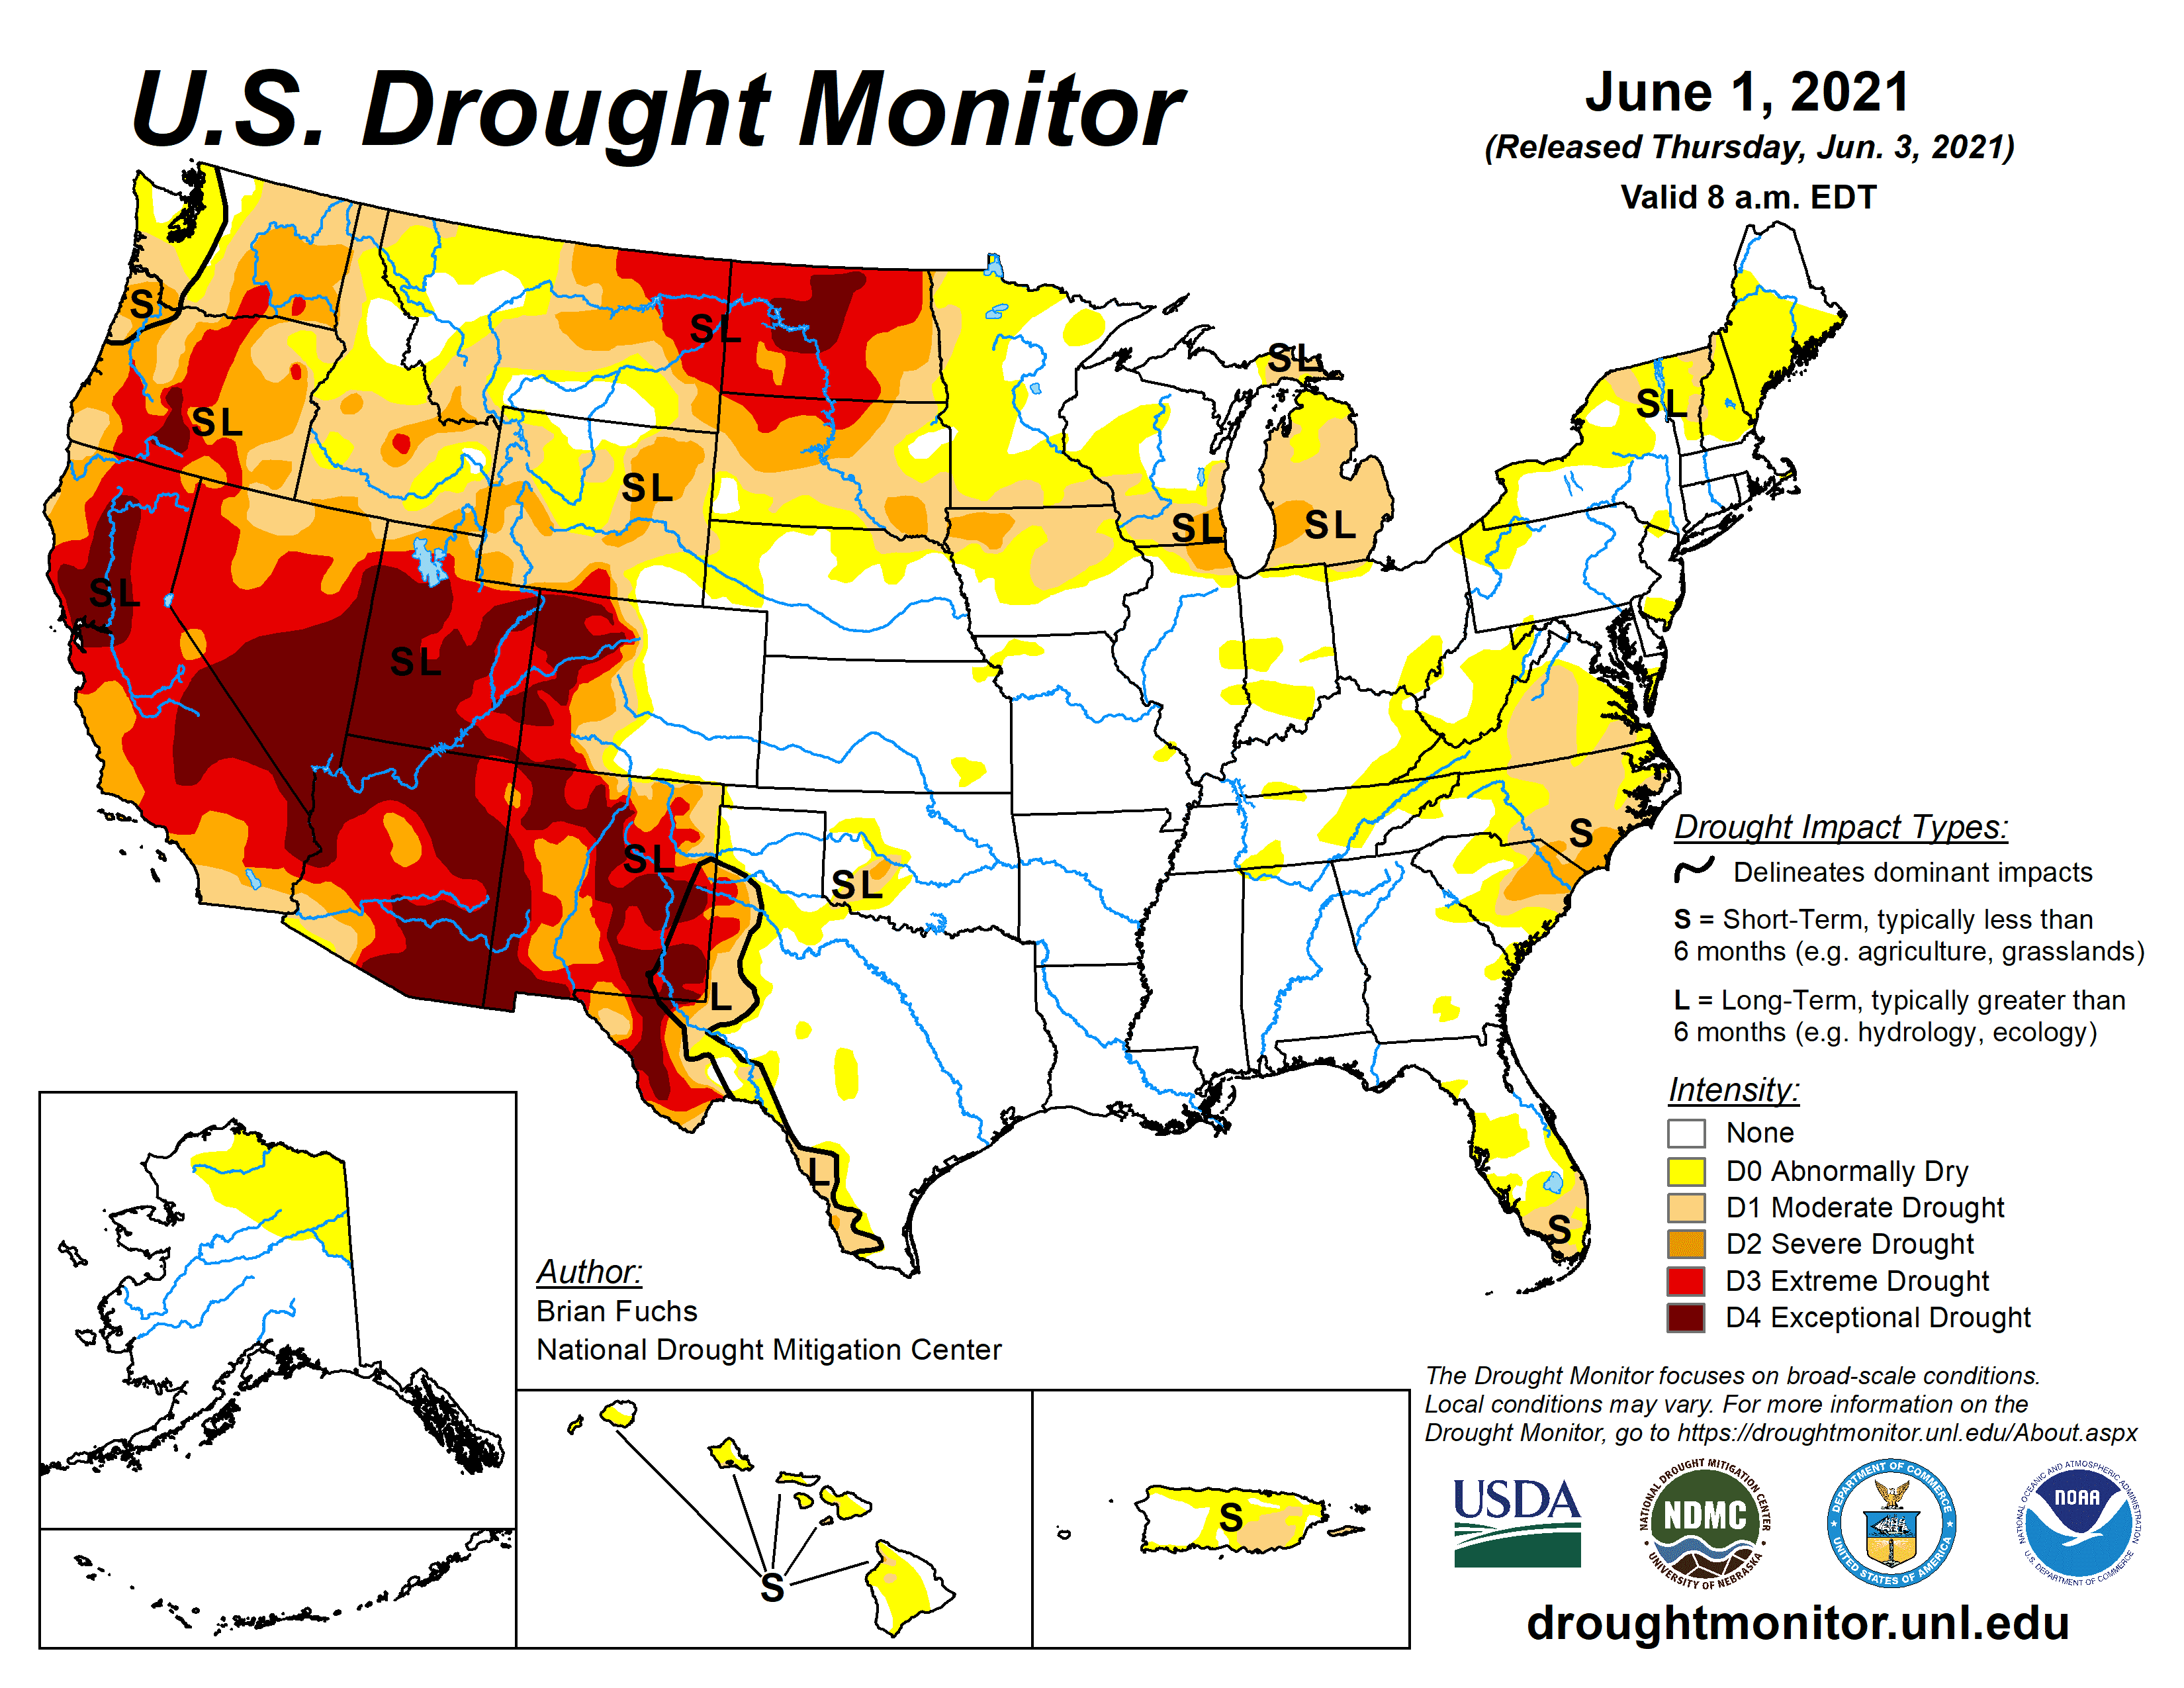 U.S. Drought Monitor
June 1, 2021
(Released Thursday, Jun. 3, 2021)
Valid 8 a.m. EDT
S
SL
SL
SL
SL
SL
SL
SL
SL
SL
SL
SL
SL
L
L
S
S
Drought Impact Types:
Delineates dominant impacts
S = Short-Term, typically less than
6 months (e.g. agriculture, grasslands)
L = Long-Term, typically greater than
6 months (e.g. hydrology, ecology)
Intensity:
None
D0 Abnormally Dry
D1 Moderate Drought
D2 Severe Drought
D3 Extreme Drought
D4 Exceptional Drought
Author:
Brian Fuchs
National Drought Mitigation Center
S
S
The Drought Monitor focuses on broad-scale conditions.
Local conditions may vary. For more information on the
Drought Monitor, go to https://droughtmonitor.unl.edu/About.aspx
USDA
NATIONAL DROUGHT MITIGATION CENTER
NDMC
UNIVERSITY OF NEBRASKA
DEPARTMENT OF COMMERCE
UNITED STATES OF AMERICA
NATIONAL OCEANIC AND ATMOSPHERIC ADMINISTRATION
NOAA
U.S. DEPARTMENT OF COMMERCE
droughtmonitor.unl.edu